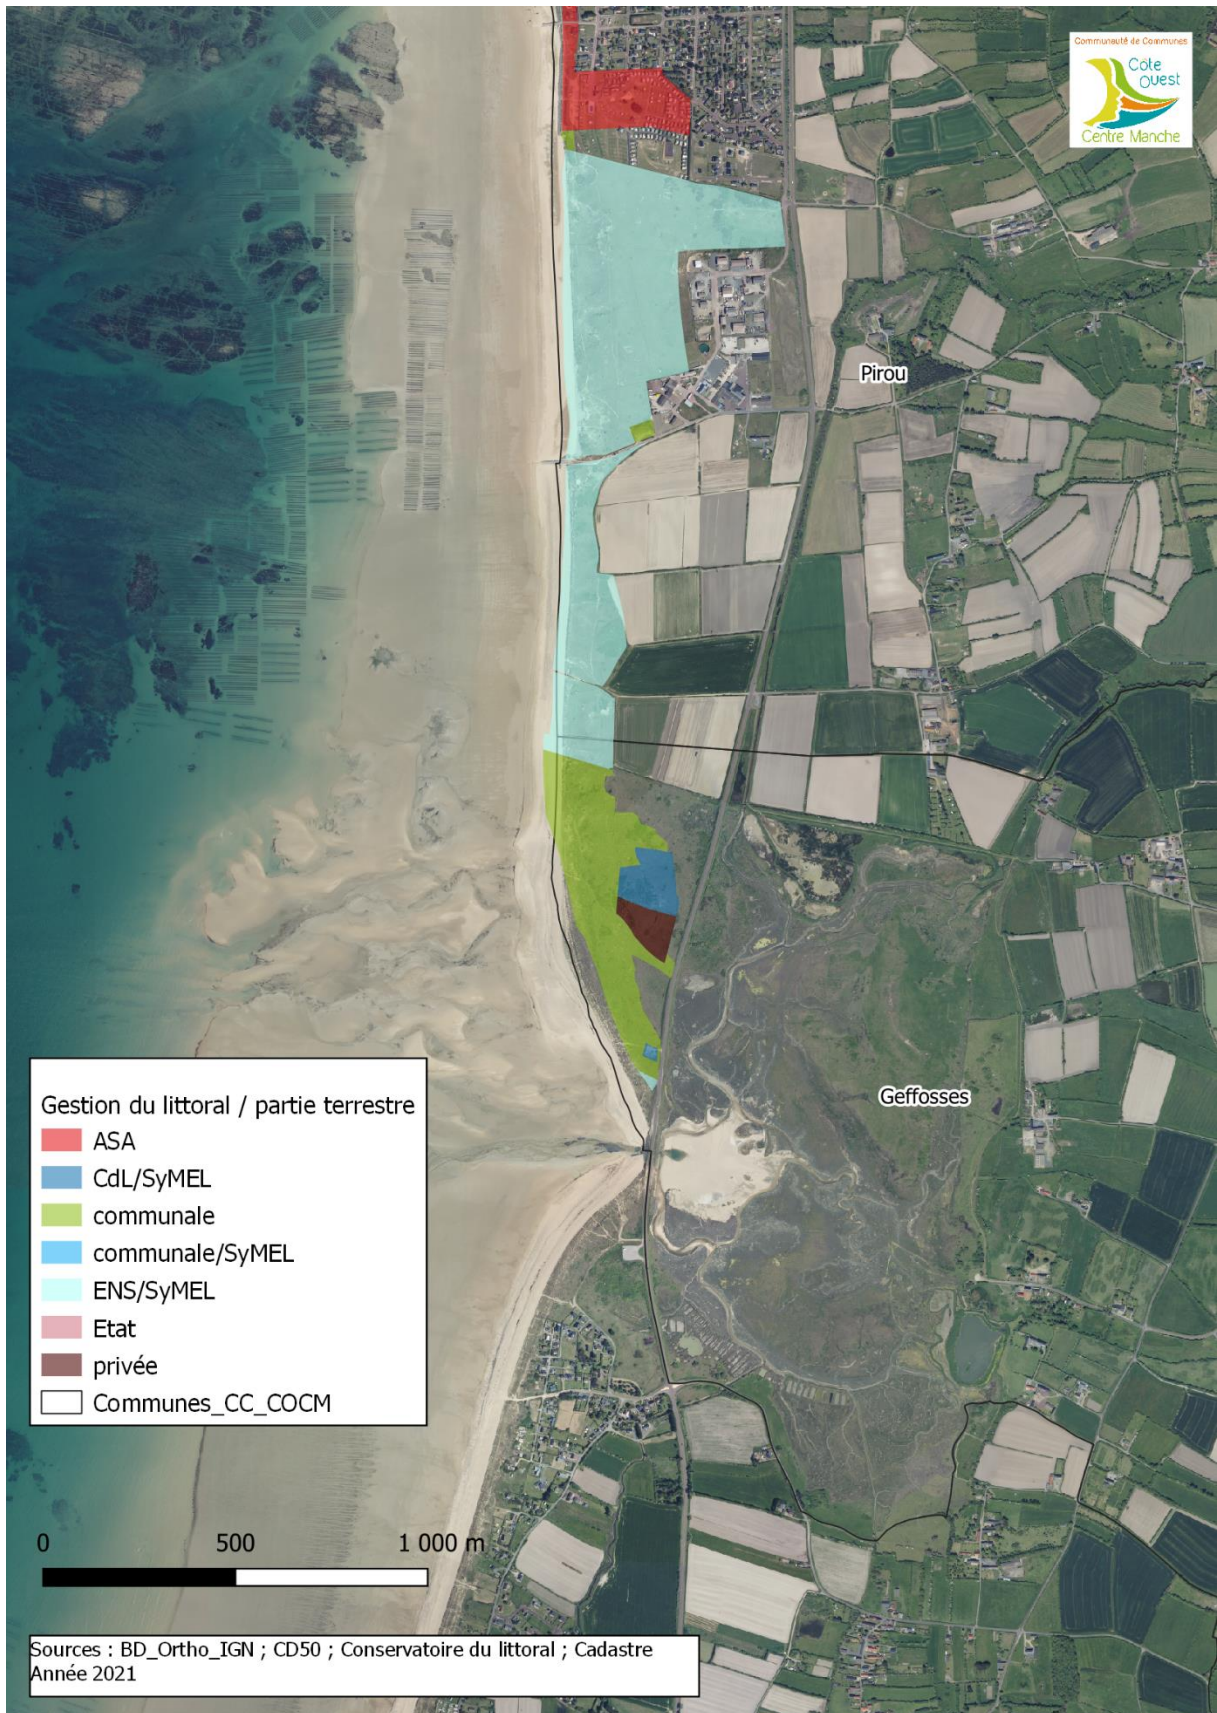 Communauté de Communes
Côte
Ouest
Centre Manche
Pirou
Geffosses
Gestion du littoral / partie terrestre
ASA
CdL/SyMEL
communale
communale/SyMEL
ENS/SyMEL
Etat
privée
Communes_CC_COCM
0 500 1 000 m
Sources : BD_Ortho_IGN ; CD50 ; Conservatoire du littoral ; Cadastre
Année 2021